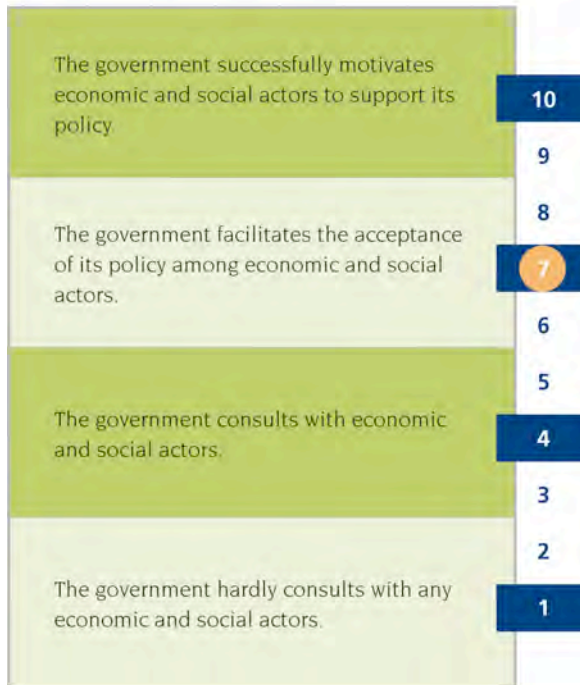 The government successfully motivates
economic and social actors to support its
policy.
10
9
8
The government facilitates the acceptance
of its policy among economic and social
actors.
7
6
5
The government consults with economic
and social actors.
4
3
2
The government hardly consults with any
economic and social actors.
1